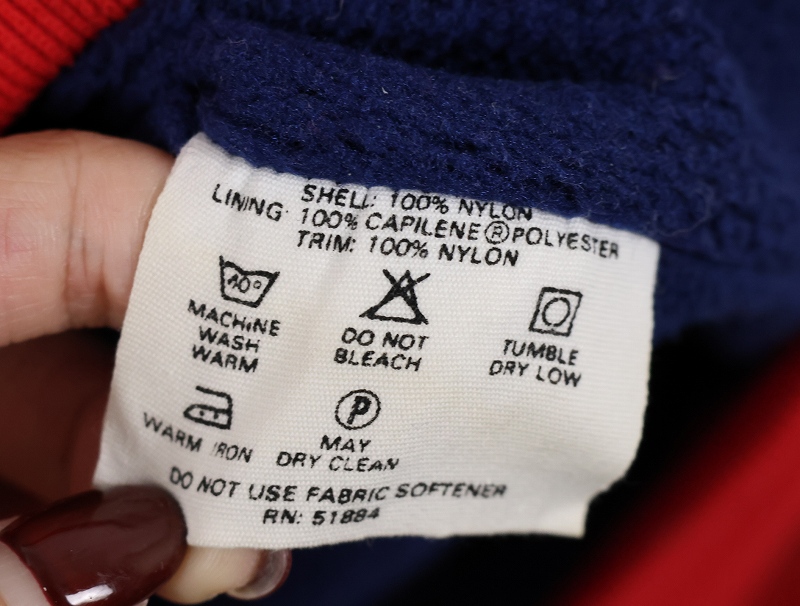 SHELL: 100% NYLON
LINING: 100% CAPILENE®POLYESTER
TRIM: 100% NYLON
40°
MACHINE WASH WARM
DO NOT BLEACH
TUMBLE DRY LOW
WARM IRON
P
MAY DRY CLEAN
DO NOT USE FABRIC SOFTENER
RN: 51884